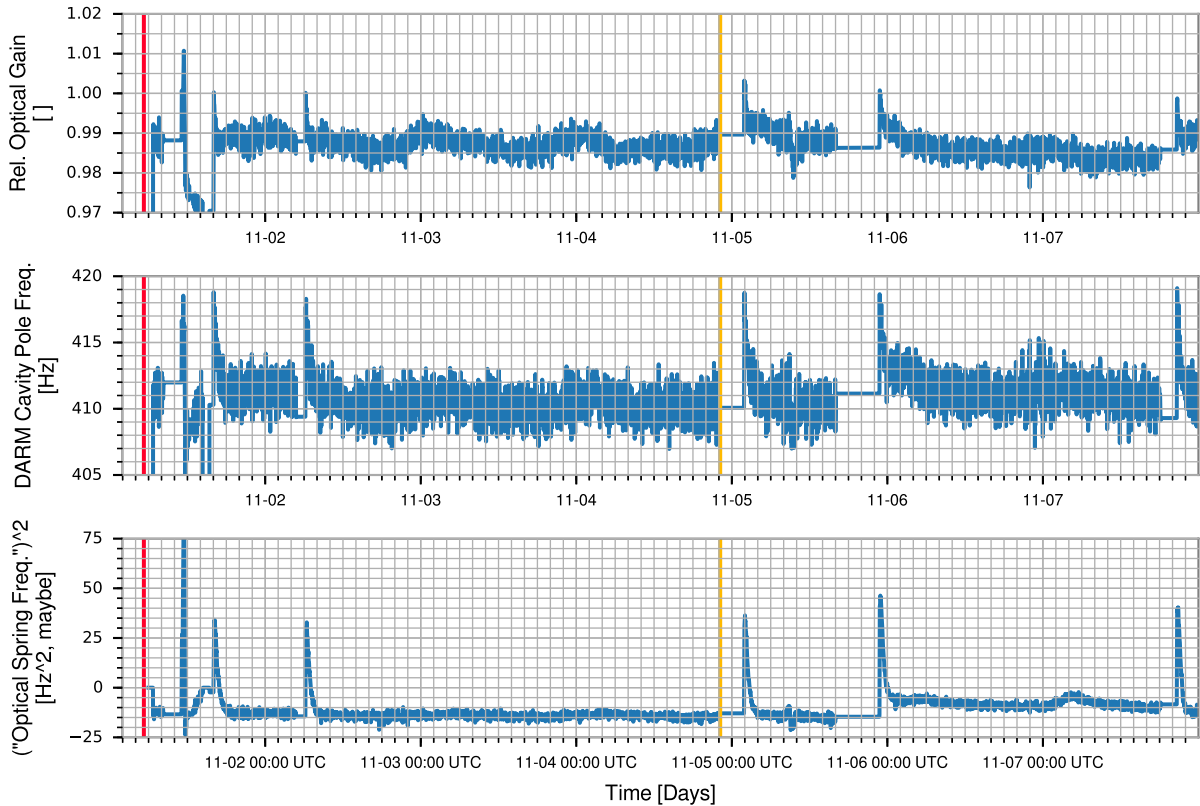 Rel. Optical Gain
[ ]
1.02
1.01
1.00
0.99
0.98
0.97
11-02 11-03 11-04 11-05 11-06 11-07
DARM Cavity Pole Freq.
[Hz]
420
415
410
405
11-02 11-03 11-04 11-05 11-06 11-07
("Optical Spring Freq.")^2
[Hz^2, maybe]
75
50
25
0
−25
11-02 00:00 UTC 11-03 00:00 UTC 11-04 00:00 UTC 11-05 00:00 UTC 11-06 00:00 UTC 11-07 00:00 UTC
Time [Days]